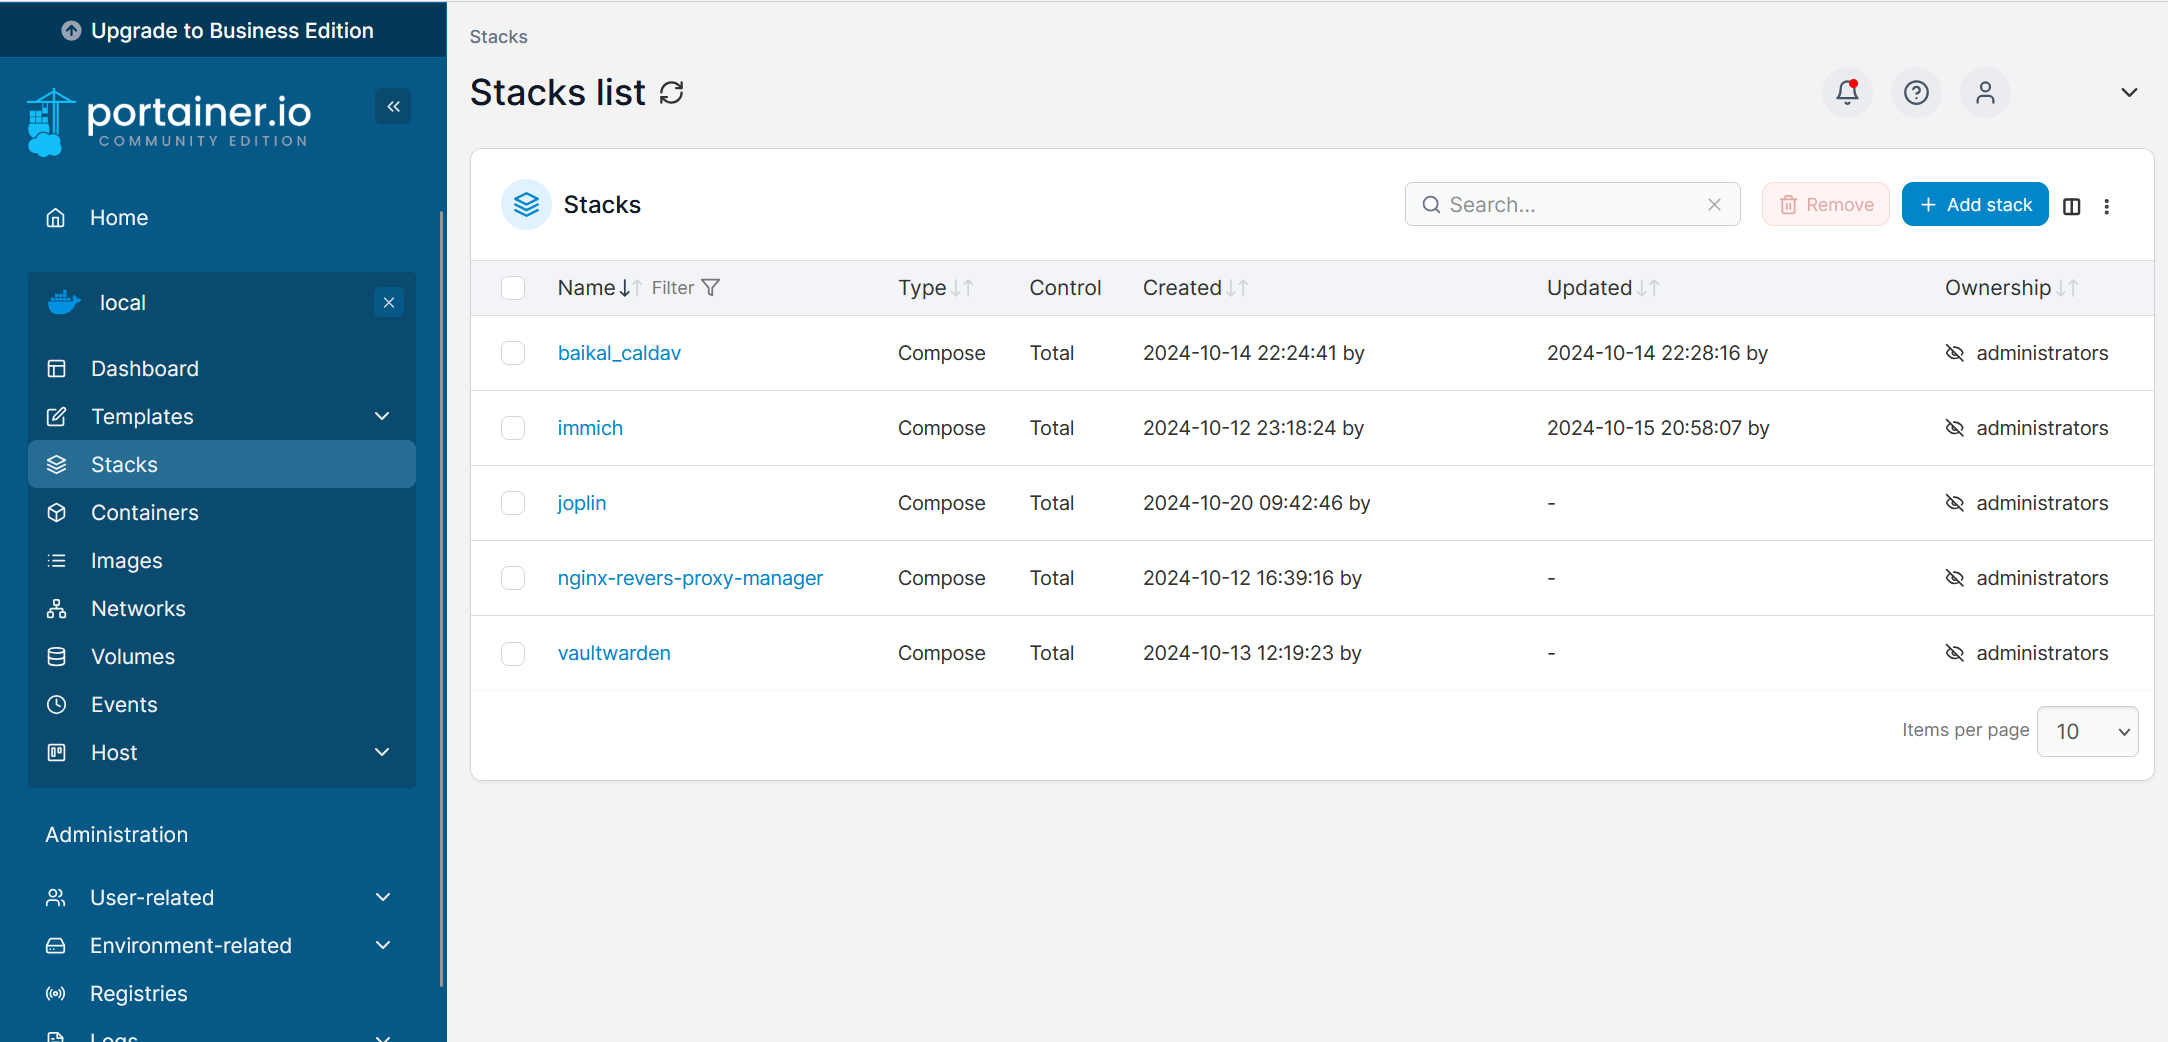 Upgrade to Business Edition
portainer.io
COMMUNITY EDITION
Home
local
Dashboard
Templates
Stacks
Containers
Images
Networks
Volumes
Events
Host
Administration
User-related
Environment-related
Registries
Logs
Stacks
Stacks list
Stacks
Search...
Remove
Add stack
Name Filter Type Control Created Updated Ownership
baikal_caldav Compose Total 2024-10-14 22:24:41 by 2024-10-14 22:28:16 by administrators
immich Compose Total 2024-10-12 23:18:24 by 2024-10-15 20:58:07 by administrators
joplin Compose Total 2024-10-20 09:42:46 by - administrators
nginx-revers-proxy-manager Compose Total 2024-10-12 16:39:16 by - administrators
vaultwarden Compose Total 2024-10-13 12:19:23 by - administrators
Items per page 10